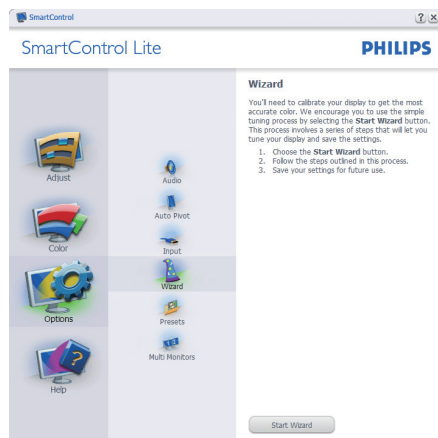 SmartControl
SmartControl Lite
PHILIPS
Adjust
Color
Options
Help
Audio
Auto Pivot
Input
Wizard
Presets
Multi Monitors
Wizard
You'll need to calibrate your display to get the most
accurate color. We encourage you to use the simple
tuning process by selecting the Start Wizard button.
This process involves a series of steps that will let you
tune your display and save the settings.
1. Choose the Start Wizard button.
2. Follow the steps outlined in this process.
3. Save your settings for future use.
Start Wizard